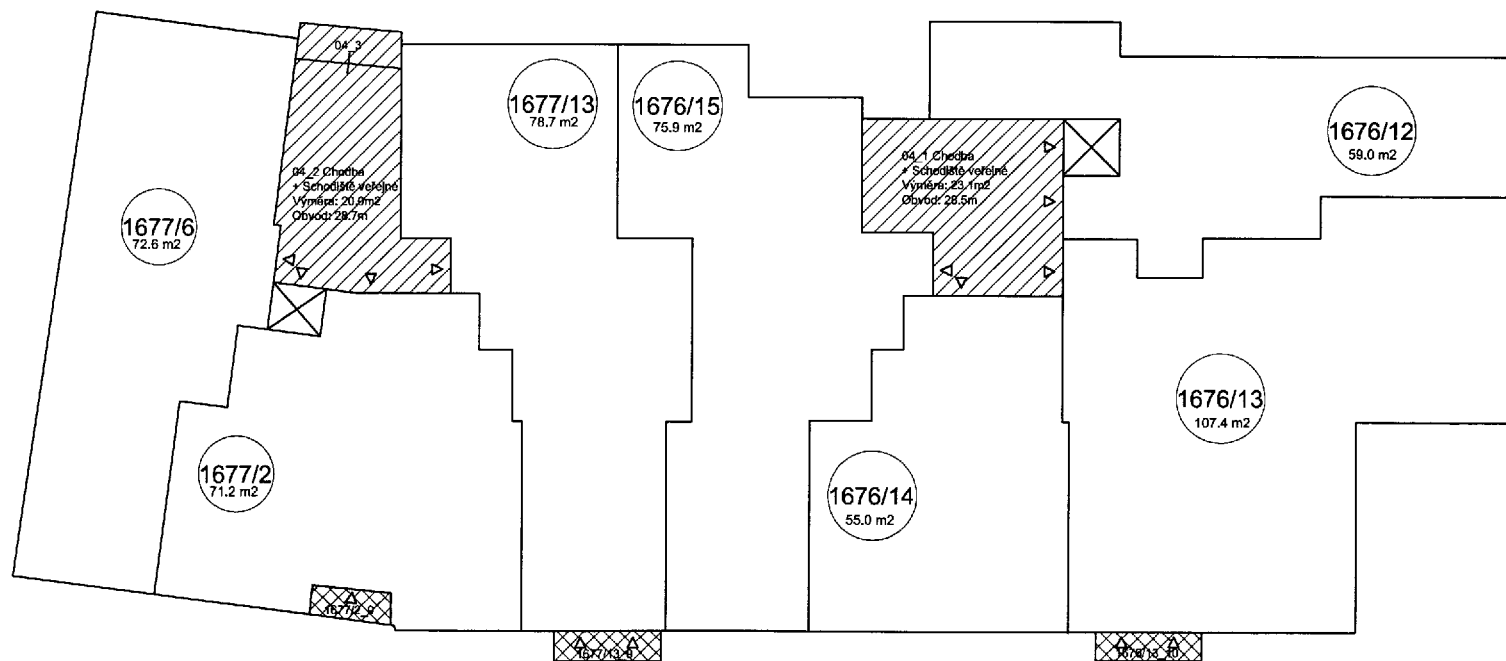 04_3
1677/13
78.7 m2
1676/15
75.9 m2
1676/12
59.0 m2
04_1 Chodba
+ Schodiště veřejné
Výměra: 23.1m2
Obvod: 28.5m
04_2 Chodba
+ Schodiště veřejné
Výměra: 20.9m2
Obvod: 28.7m
1677/6
72.6 m2
1676/13
107.4 m2
1677/2
71.2 m2
1676/14
55.0 m2